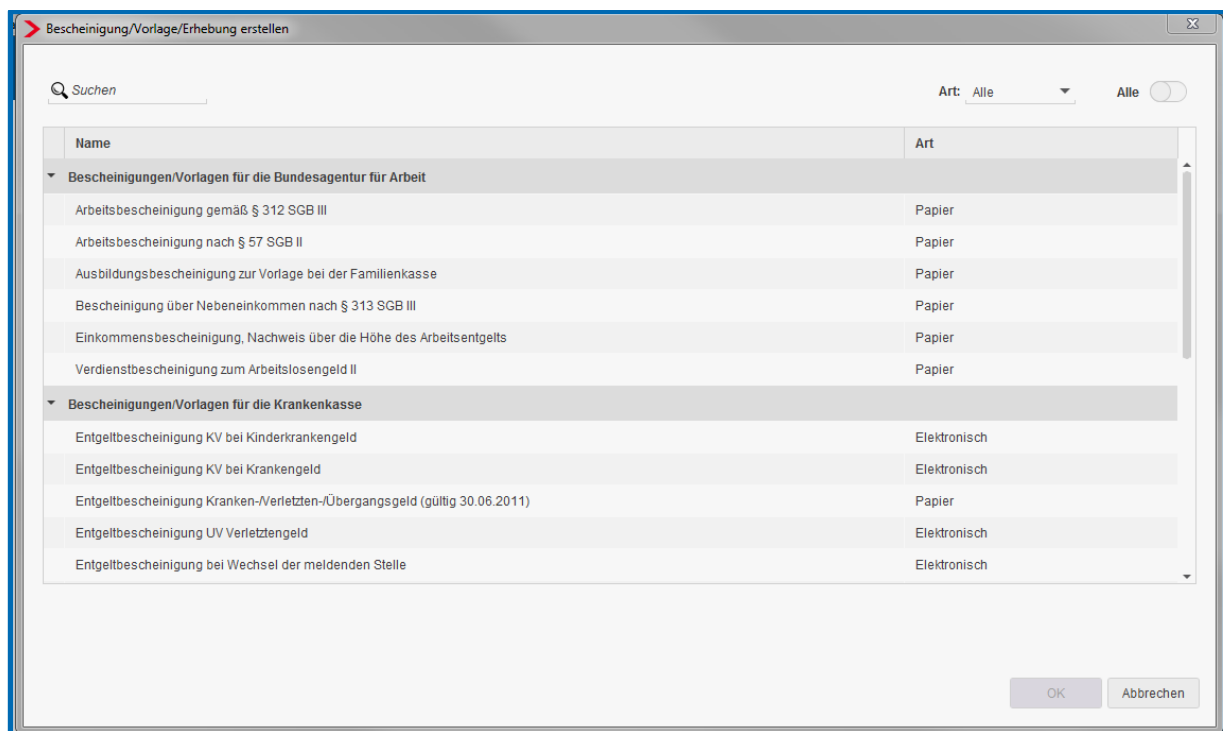 Bescheinigung/Vorlage/Erhebung erstellen
Suchen Art: Alle Alle
Name Art
Bescheinigungen/Vorlagen für die Bundesagentur für Arbeit
Arbeitsbescheinigung gemäß § 312 SGB III Papier
Arbeitsbescheinigung nach § 57 SGB II Papier
Ausbildungsbescheinigung zur Vorlage bei der Familienkasse Papier
Bescheinigung über Nebeneinkommen nach § 313 SGB III Papier
Einkommensbescheinigung, Nachweis über die Höhe des Arbeitsentgelts Papier
Verdienstbescheinigung zum Arbeitslosengeld II Papier
Bescheinigungen/Vorlagen für die Krankenkasse
Entgeltbescheinigung KV bei Kinderkrankengeld Elektronisch
Entgeltbescheinigung KV bei Krankengeld Elektronisch
Entgeltbescheinigung Kranken-/Verletzten-/Übergangsgeld (gültig 30.06.2011) Papier
Entgeltbescheinigung UV Verletztengeld Elektronisch
Entgeltbescheinigung bei Wechsel der meldenden Stelle Elektronisch
OK Abbrechen